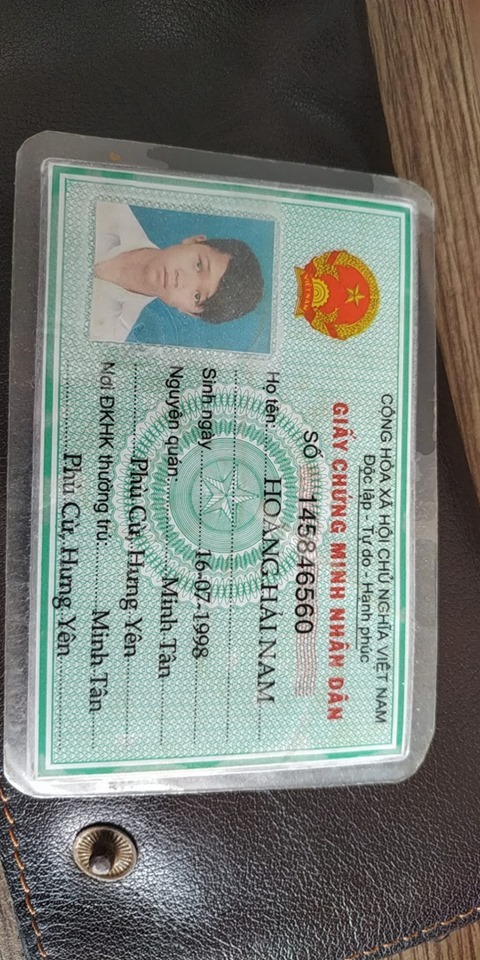 CỘNG HÒA XÃ HỘI CHỦ NGHĨA VIỆT NAM
Độc lập - Tự do - Hạnh phúc
GIẤY CHỨNG MINH NHÂN DÂN
SỐ 145846560
Họ tên: HOÀNG HẢI NAM
Sinh ngày 16-07-1998
Nguyên quán: Minh Tân
Phù Cừ, Hưng Yên
Nơi ĐKHK thường trú: Minh Tân
Phù Cừ, Hưng Yên
VIỆT NAM